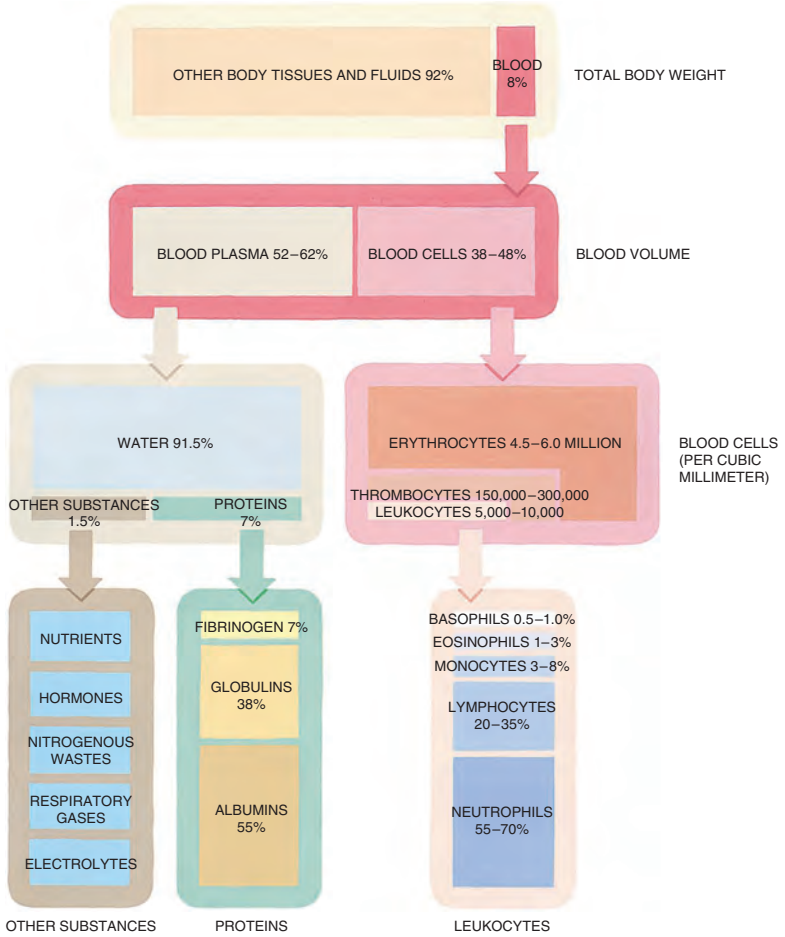 OTHER BODY TISSUES AND FLUIDS 92%
BLOOD
8%
TOTAL BODY WEIGHT
BLOOD PLASMA 52–62%
BLOOD CELLS 38–48%
BLOOD VOLUME
WATER 91.5%
OTHER SUBSTANCES
1.5%
PROTEINS
7%
ERYTHROCYTES 4.5–6.0 MILLION
THROMBOCYTES 150,000–300,000
LEUKOCYTES 5,000–10,000
BLOOD CELLS
(PER CUBIC
MILLIMETER)
NUTRIENTS
HORMONES
NITROGENOUS
WASTES
RESPIRATORY
GASES
ELECTROLYTES
OTHER SUBSTANCES
FIBRINOGEN 7%
GLOBULINS
38%
ALBUMINS
55%
PROTEINS
BASOPHILS 0.5–1.0%
EOSINOPHILS 1–3%
MONOCYTES 3–8%
LYMPHOCYTES
20–35%
NEUTROPHILS
55–70%
LEUKOCYTES